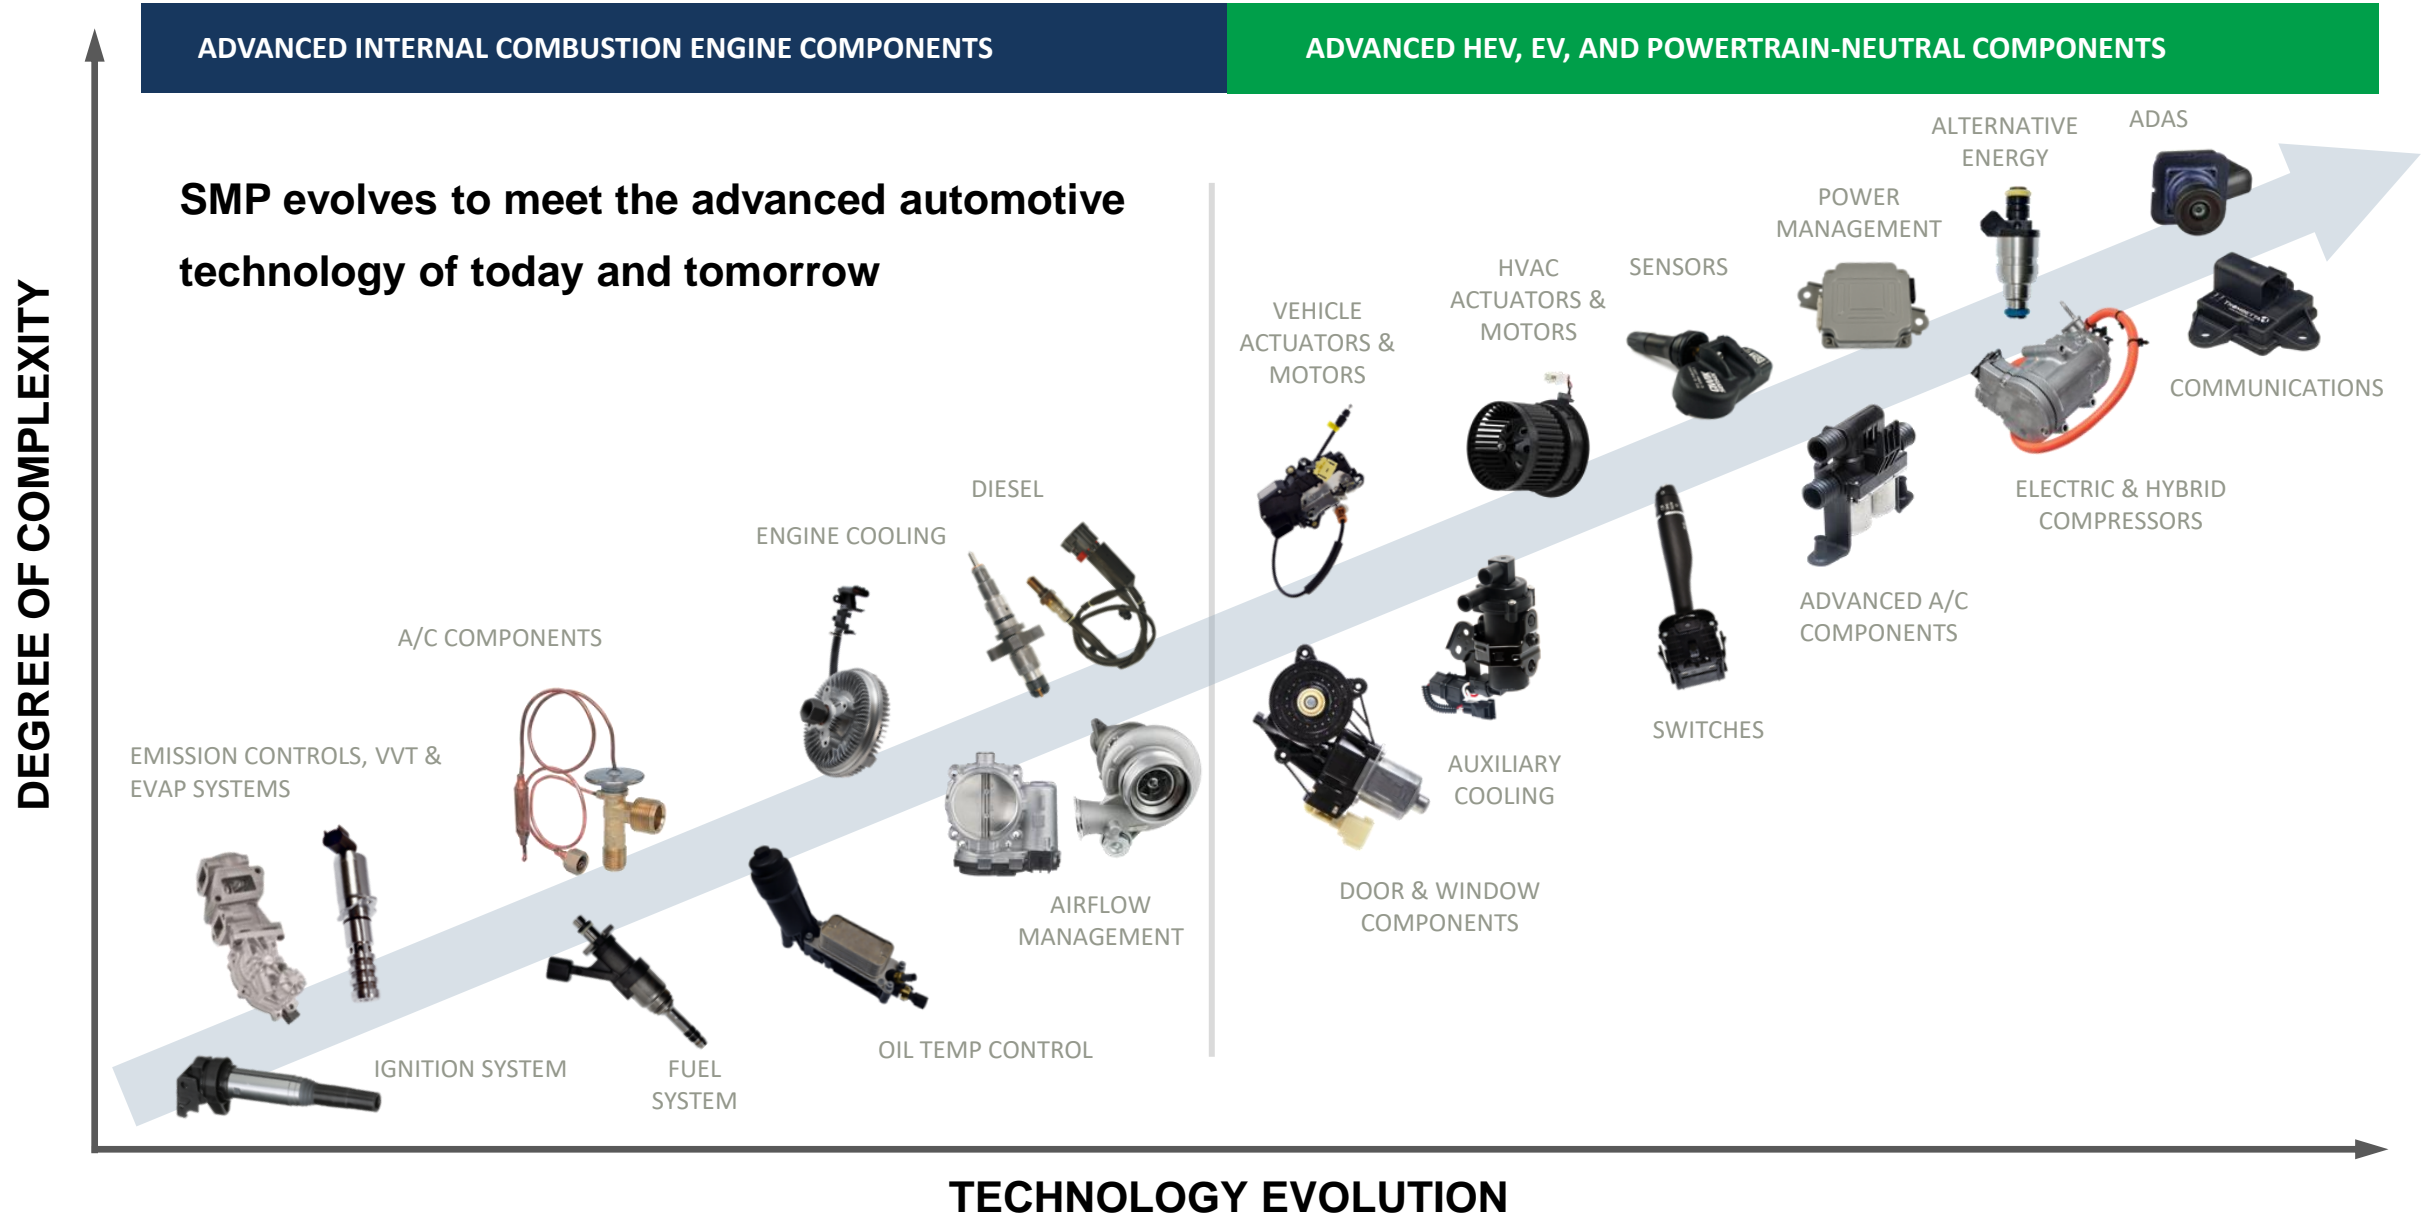 ADVANCED INTERNAL COMBUSTION ENGINE COMPONENTS
ADVANCED HEV, EV, AND POWERTRAIN-NEUTRAL COMPONENTS
SMP evolves to meet the advanced automotive
technology of today and tomorrow
DEGREE OF COMPLEXITY
EMISSION CONTROLS, VVT &
EVAP SYSTEMS
IGNITION SYSTEM
A/C COMPONENTS
FUEL
SYSTEM
ENGINE COOLING
OIL TEMP CONTROL
DIESEL
AIRFLOW
MANAGEMENT
VEHICLE
ACTUATORS &
MOTORS
DOOR & WINDOW
COMPONENTS
HVAC
ACTUATORS &
MOTORS
AUXILIARY
COOLING
SENSORS
SWITCHES
POWER
MANAGEMENT
ADVANCED A/C
COMPONENTS
ALTERNATIVE
ENERGY
ELECTRIC & HYBRID
COMPRESSORS
ADAS
COMMUNICATIONS
TECHNOLOGY EVOLUTION